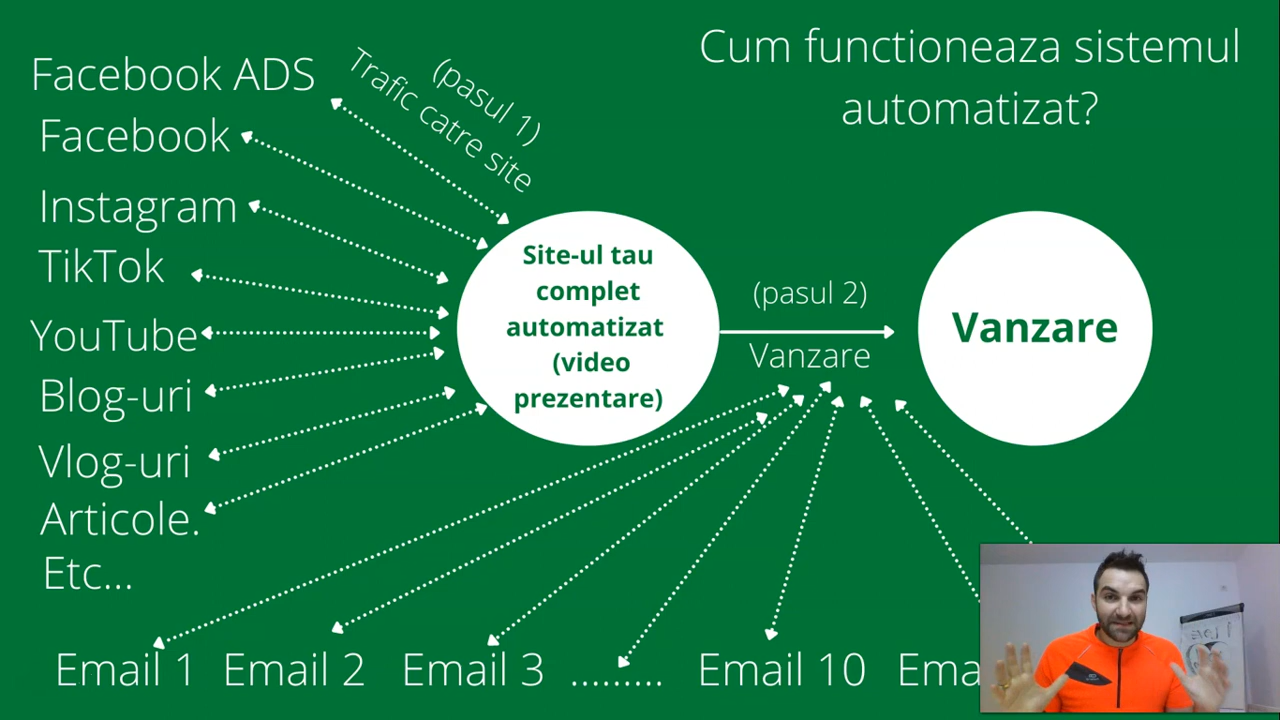 Cum functioneaza sistemul
automatizat?
Facebook ADS
Facebook
Instagram
TikTok
YouTube
Blog-uri
Vlog-uri
Articole.
Etc...
(pasul 1)
Trafic catre site
Site-ul tau
complet
automatizat
(video
prezentare)
(pasul 2)
Vanzare
Vanzare
Email 1 Email 2 Email 3 ......... Email 10 Ema